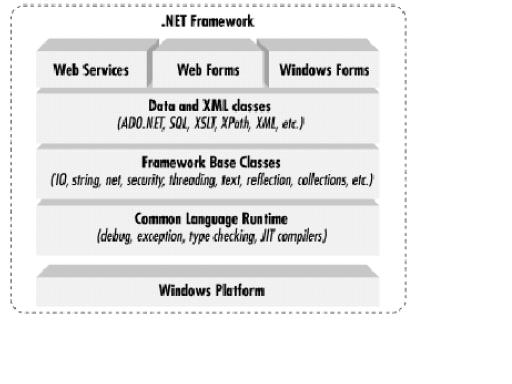 .NET Framework
Web Services Web Forms Windows Forms
Data and XML classes
(ADO.NET, SQL, XSLT, XPath, XML, etc.)
Framework Base Classes
(IO, string, net, security, threading, text, reflection, collections, etc.)
Common Language Runtime
(debug, exception, type checking, JIT compilers)
Windows Platform